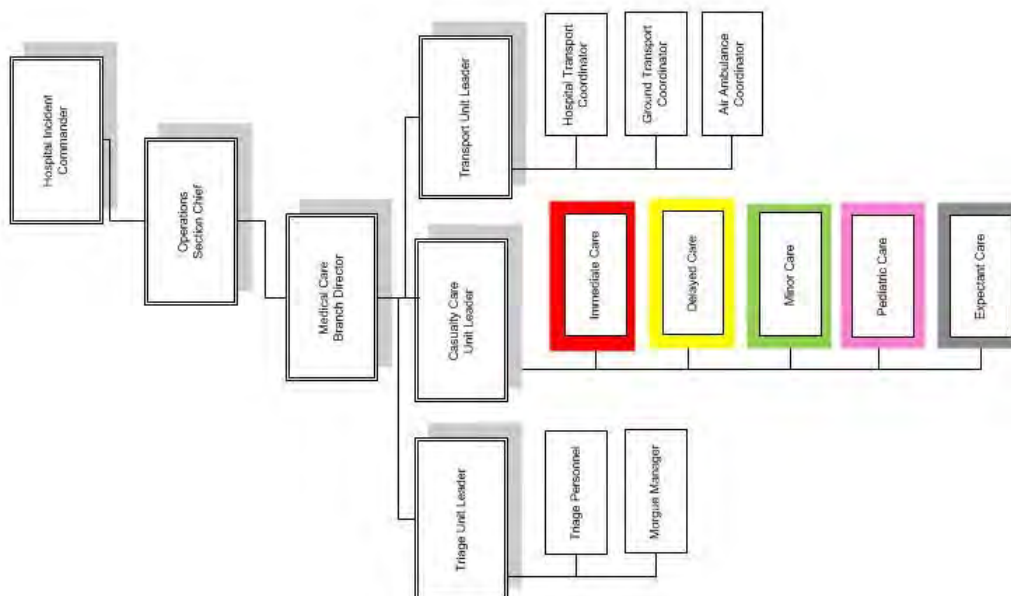 Hospital Incident
Commander
Operations
Section Chief
Medical Care
Branch Director
Triage Unit Leader
Casualty Care
Unit Leader
Transport Unit Leader
Triage Personnel
Morgue Manager
Immediate Care
Delayed Care
Minor Care
Pediatric Care
Expectant Care
Hospital Transport
Coordinator
Ground Transport
Coordinator
Air Ambulance
Coordinator